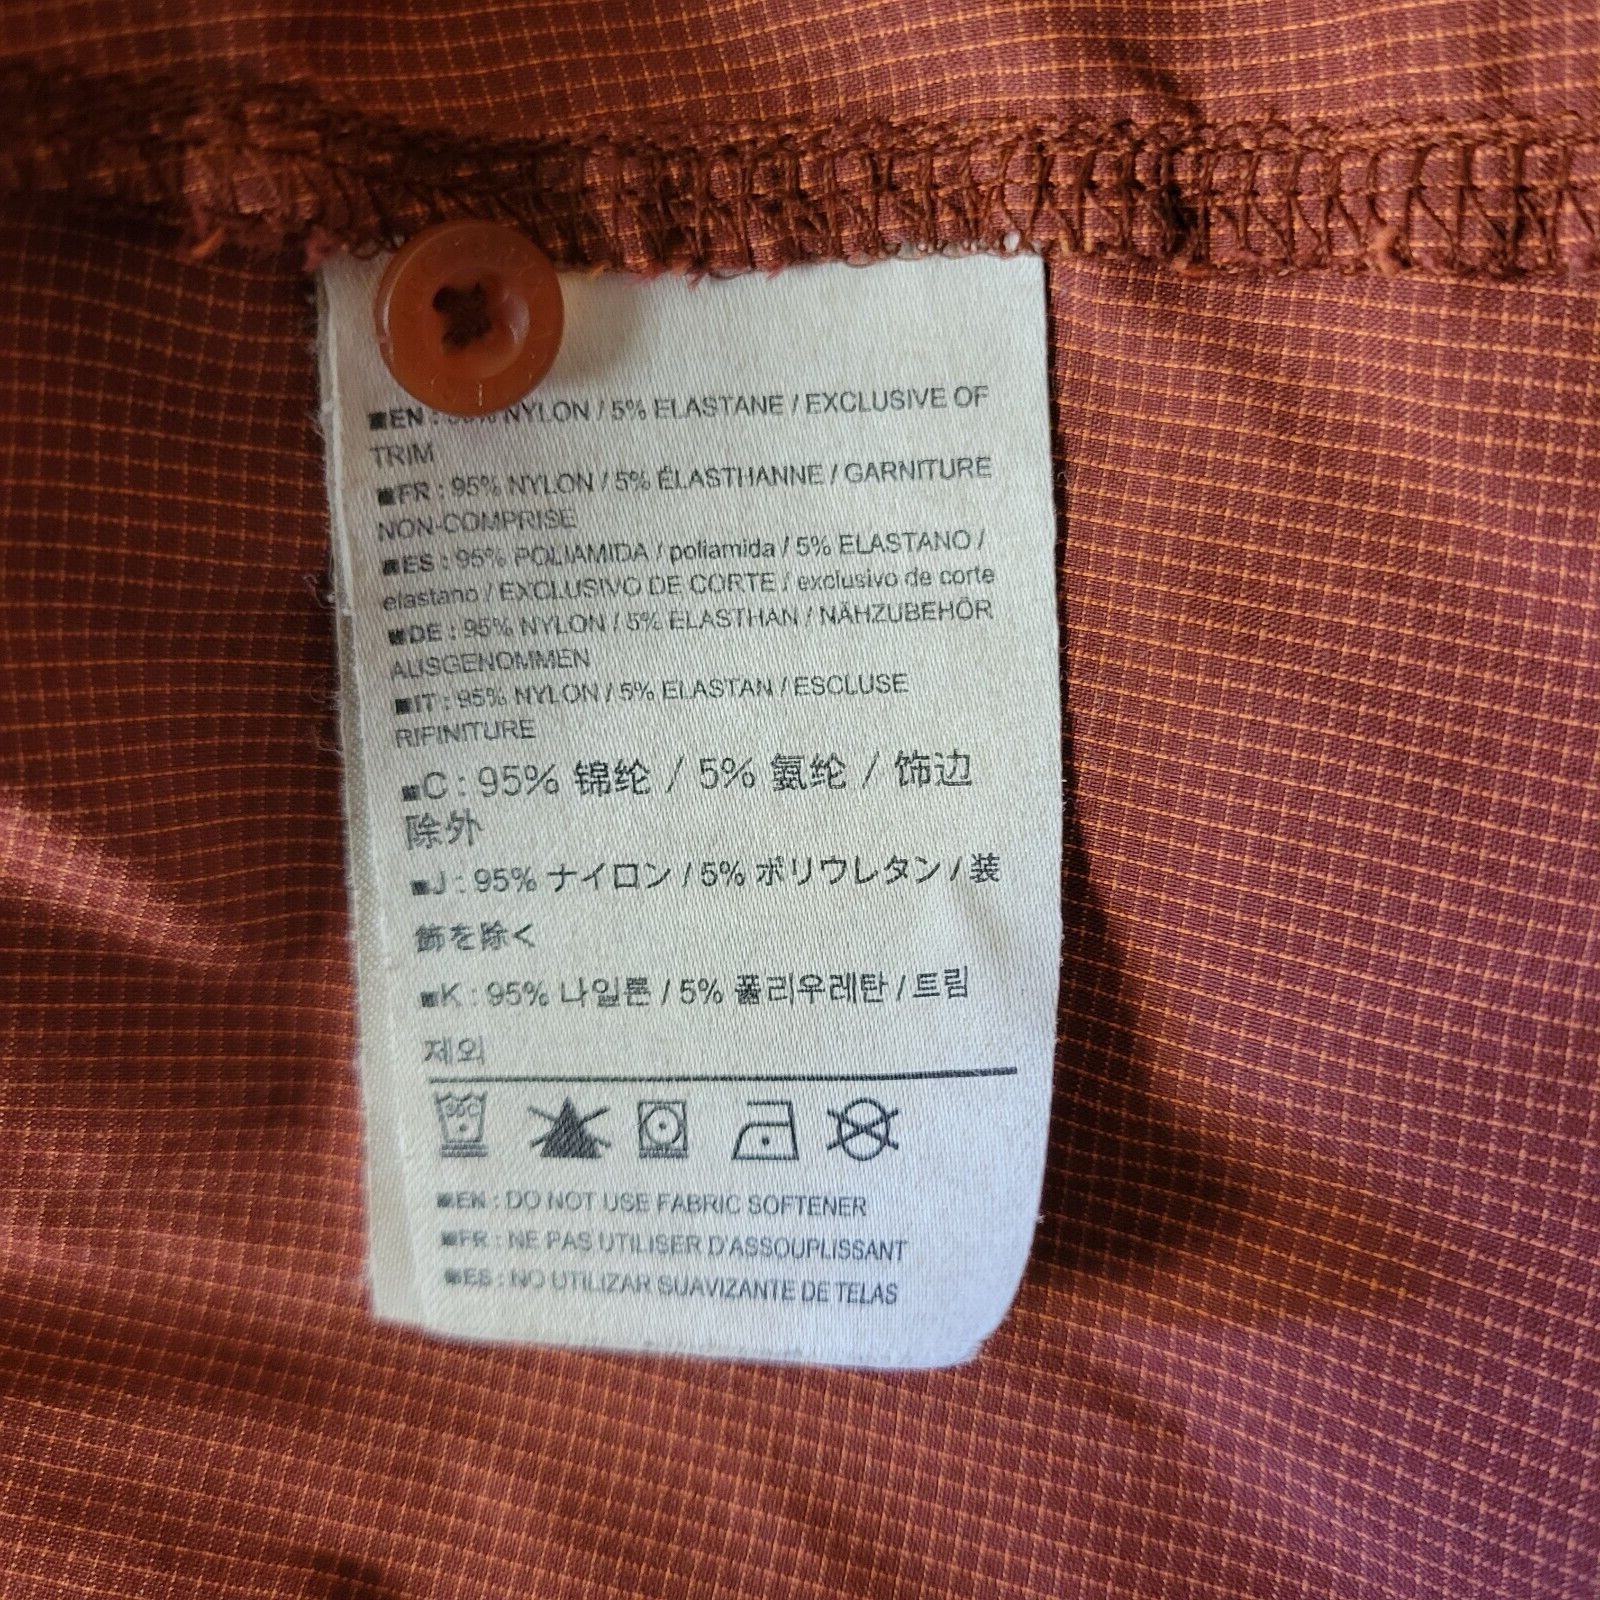 ■EN : NYLON / 5% ELASTANE / EXCLUSIVE OF
TRIM
■FR : 95% NYLON / 5% ÉLASTHANNE / GARNITURE
NON-COMPRISE
■ES : 95% POLIAMIDA / poliamida / 5% ELASTANO /
elastano / EXCLUSIVO DE CORTE / exclusivo de corte
■DE : 95% NYLON / 5% ELASTHAN / NÄHZUBEHÖR
AUSGENOMMEN
■IT : 95% NYLON / 5% ELASTAN / ESCLUSE
RIFINITURE
■C : 95% 锦纶 / 5% 氨纶 / 饰边
除外
■J : 95% ナイロン / 5% ポリウレタン / 装
飾を除く
■K : 95% 나일론 / 5% 폴리우레탄 / 트림
제외
30C
■EN : DO NOT USE FABRIC SOFTENER
■FR : NE PAS UTILISER D'ASSOUPLISSANT
■ES : NO UTILIZAR SUAVIZANTE DE TELAS